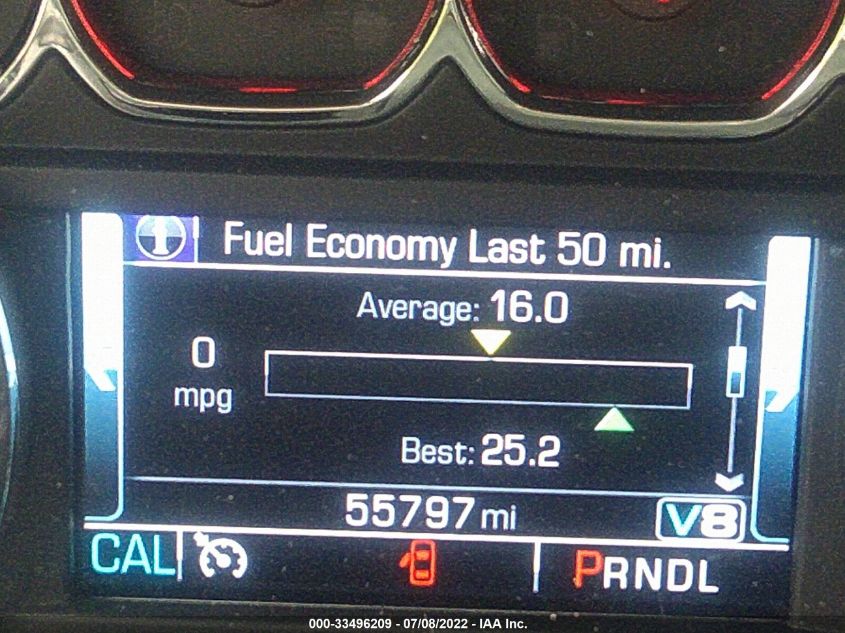 Fuel Economy Last 50 mi.
Average: 16.0
0
mpg
Best: 25.2
55797 mi V8
CAL PRNDL
000-33496209 - 07/08/2022 - IAA Inc.